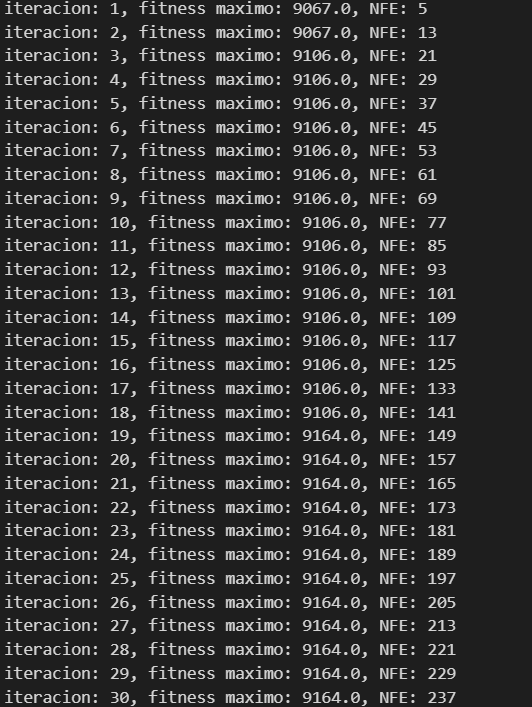 iteracion: 1, fitness maximo: 9067.0, NFE: 5
iteracion: 2, fitness maximo: 9067.0, NFE: 13
iteracion: 3, fitness maximo: 9106.0, NFE: 21
iteracion: 4, fitness maximo: 9106.0, NFE: 29
iteracion: 5, fitness maximo: 9106.0, NFE: 37
iteracion: 6, fitness maximo: 9106.0, NFE: 45
iteracion: 7, fitness maximo: 9106.0, NFE: 53
iteracion: 8, fitness maximo: 9106.0, NFE: 61
iteracion: 9, fitness maximo: 9106.0, NFE: 69
iteracion: 10, fitness maximo: 9106.0, NFE: 77
iteracion: 11, fitness maximo: 9106.0, NFE: 85
iteracion: 12, fitness maximo: 9106.0, NFE: 93
iteracion: 13, fitness maximo: 9106.0, NFE: 101
iteracion: 14, fitness maximo: 9106.0, NFE: 109
iteracion: 15, fitness maximo: 9106.0, NFE: 117
iteracion: 16, fitness maximo: 9106.0, NFE: 125
iteracion: 17, fitness maximo: 9106.0, NFE: 133
iteracion: 18, fitness maximo: 9106.0, NFE: 141
iteracion: 19, fitness maximo: 9164.0, NFE: 149
iteracion: 20, fitness maximo: 9164.0, NFE: 157
iteracion: 21, fitness maximo: 9164.0, NFE: 165
iteracion: 22, fitness maximo: 9164.0, NFE: 173
iteracion: 23, fitness maximo: 9164.0, NFE: 181
iteracion: 24, fitness maximo: 9164.0, NFE: 189
iteracion: 25, fitness maximo: 9164.0, NFE: 197
iteracion: 26, fitness maximo: 9164.0, NFE: 205
iteracion: 27, fitness maximo: 9164.0, NFE: 213
iteracion: 28, fitness maximo: 9164.0, NFE: 221
iteracion: 29, fitness maximo: 9164.0, NFE: 229
iteracion: 30, fitness maximo: 9164.0, NFE: 237